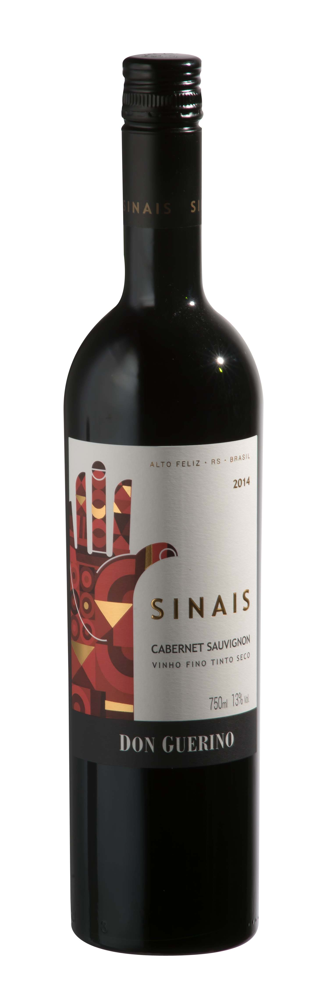 SINAIS SI
ALTO FELIZ • RS - BRASIL
2014
SINAIS
CABERNET SAUVIGNON
VINHO FINO TINTO SECO
750ml 13% Vol.
DON GUERINO
3